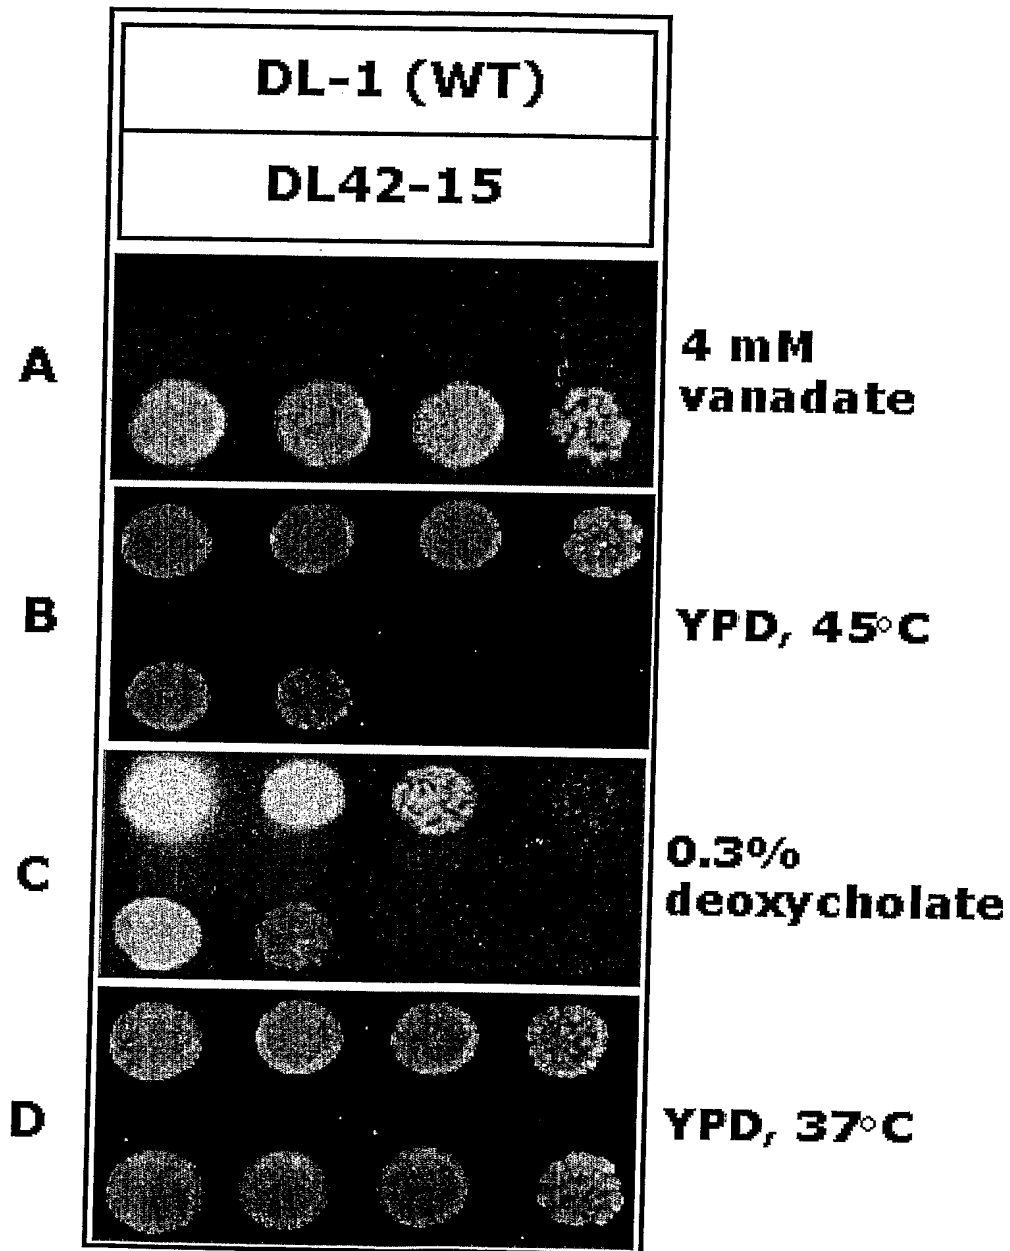 DL-1 (WT)
DL42-15
A
4 mM
vanadate
B
YPD, 45°C
C
0.3%
deoxycholate
D
YPD, 37°C